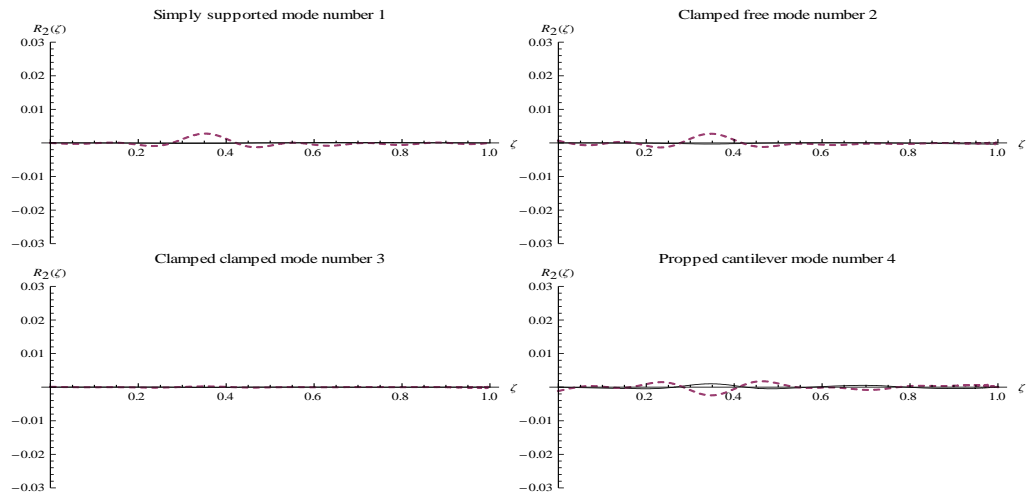 Simply supported mode number 1
R2(ζ)
0.03
0.02
0.01
−0.01
−0.02
−0.03
0.2 0.4 0.6 0.8 1.0 ζ
Clamped free mode number 2
R2(ζ)
0.03
0.02
0.01
−0.01
−0.02
−0.03
0.2 0.4 0.6 0.8 1.0 ζ
Clamped clamped mode number 3
R2(ζ)
0.03
0.02
0.01
−0.01
−0.02
−0.03
0.2 0.4 0.6 0.8 1.0 ζ
Propped cantilever mode number 4
R2(ζ)
0.03
0.02
0.01
−0.01
−0.02
−0.03
0.2 0.4 0.6 0.8 1.0 ζ